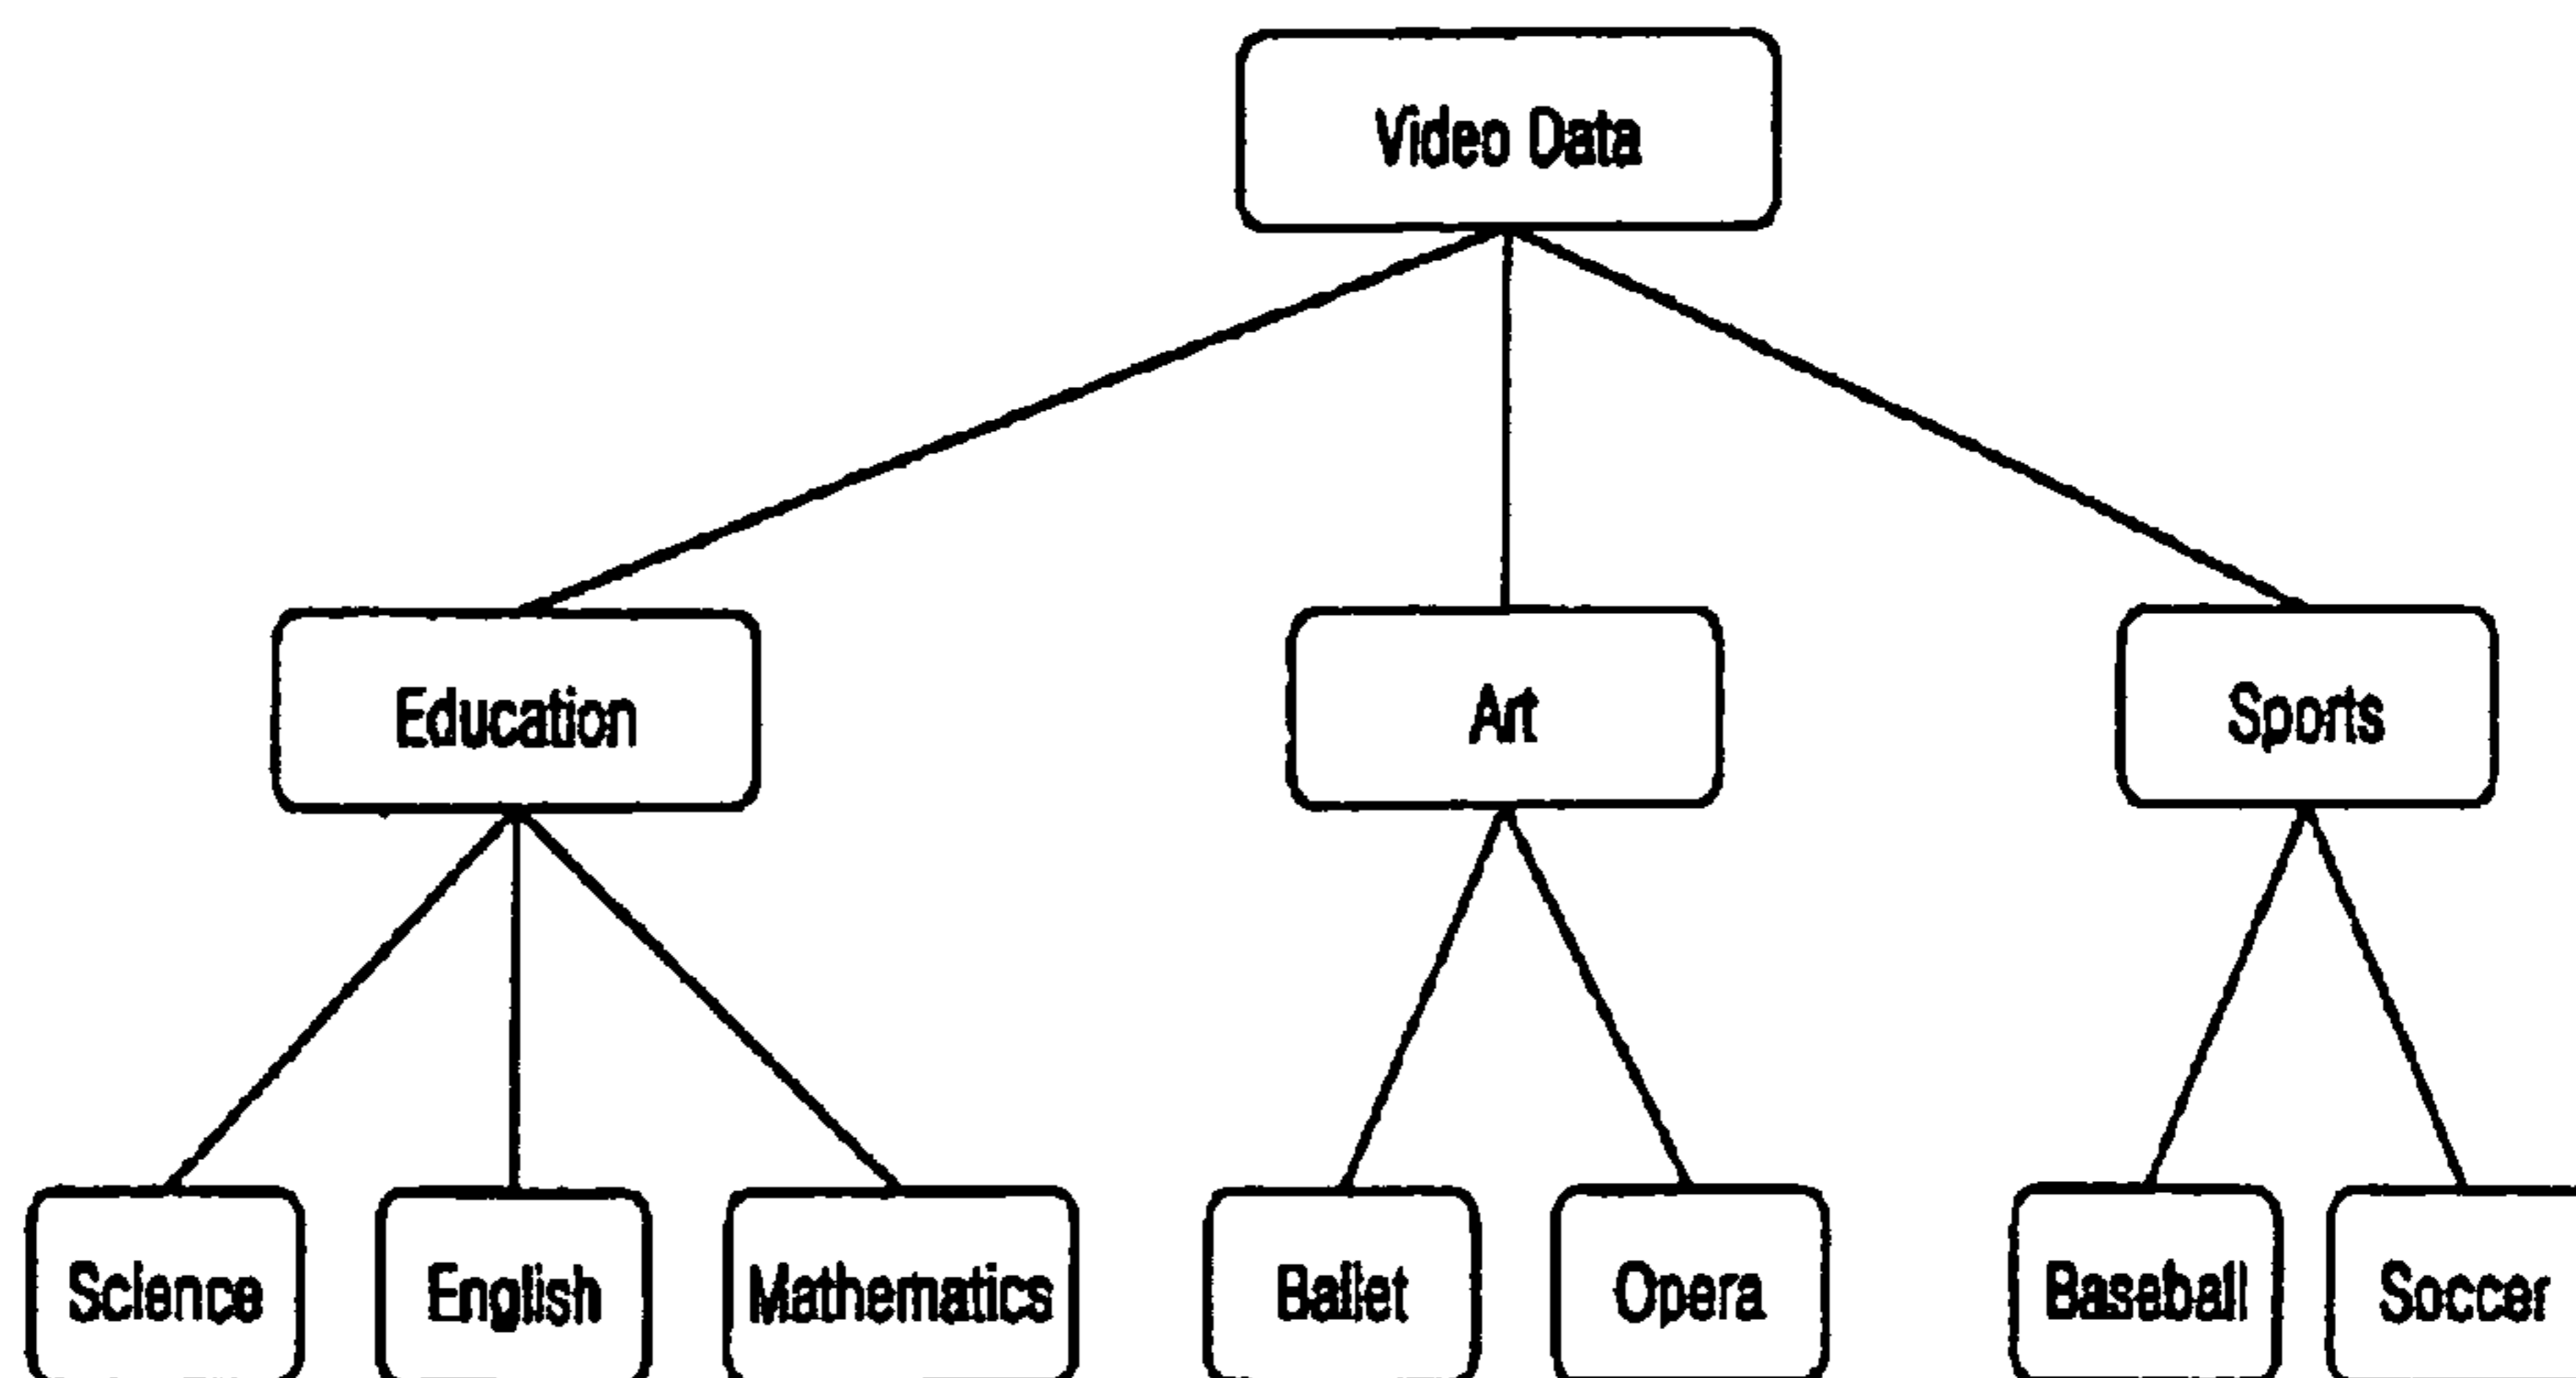 Video Data
Education
Art
Sports
Science
English
Mathematics
Ballet
Opera
Baseball
Soccer